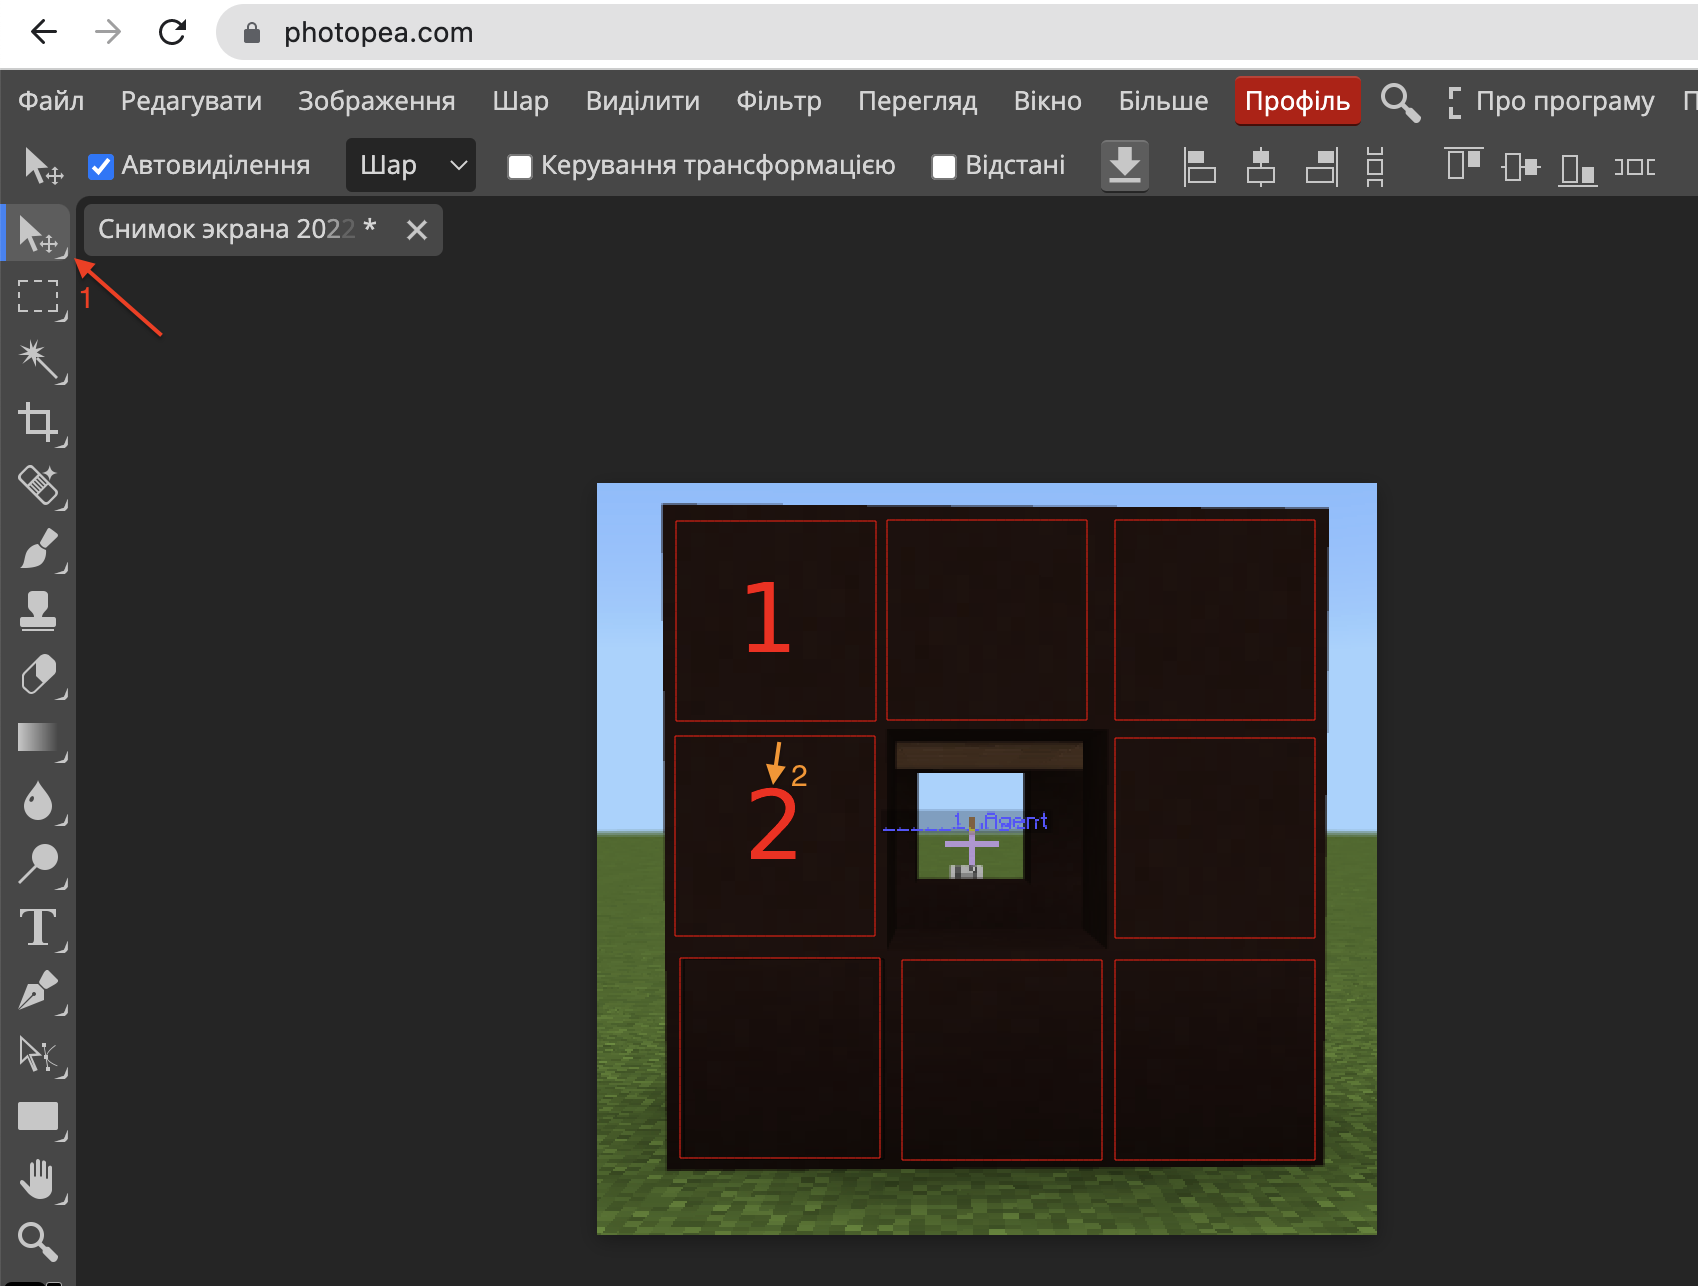 photopea.com
Файл Редагувати Зображення Шар Виділити Фільтр Перегляд Вікно Більше Профіль Про програму П
Автовиділення Шар Керування трансформацією Відстані
Снимок экрана 2022 *
1
1
2
2
_____1..Agent
T